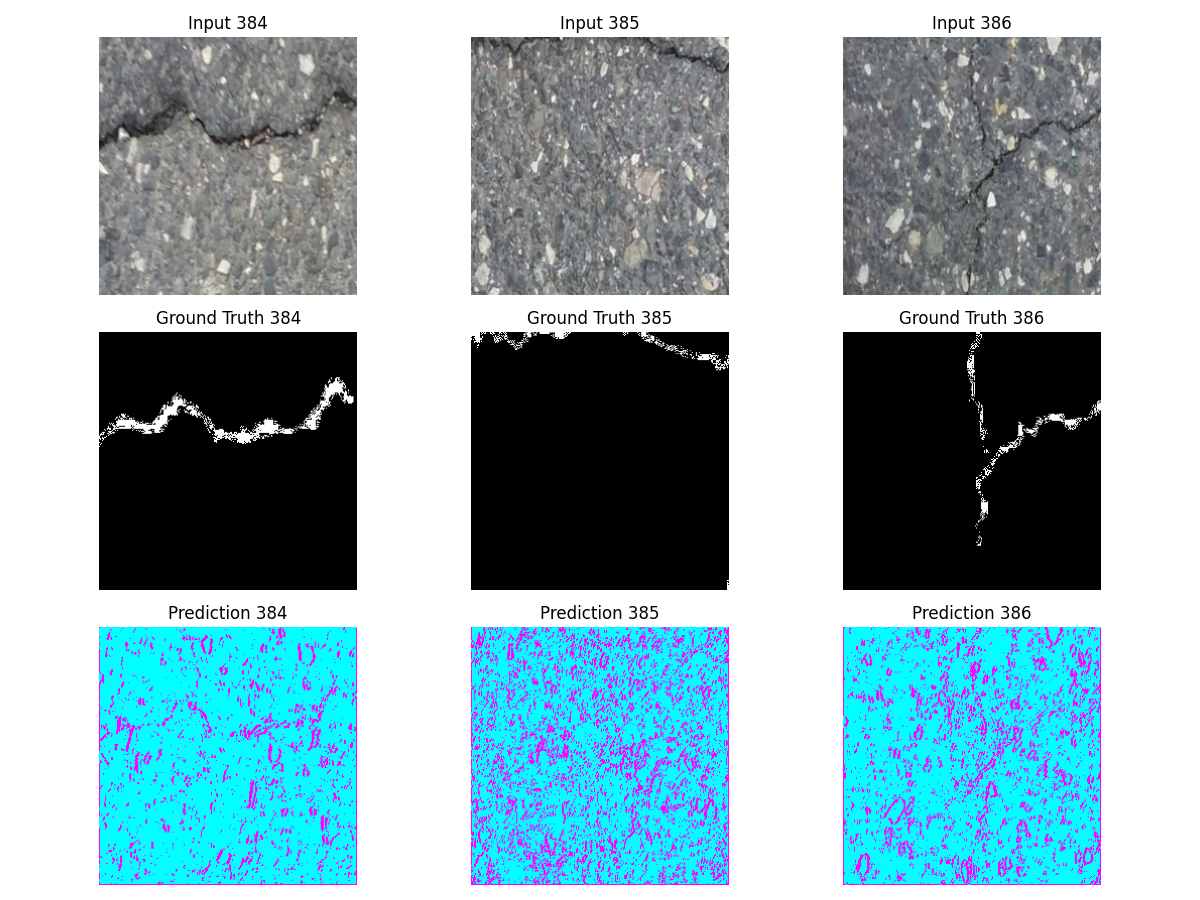 Input 384
Input 385
Input 386
Ground Truth 384
Ground Truth 385
Ground Truth 386
Prediction 384
Prediction 385
Prediction 386